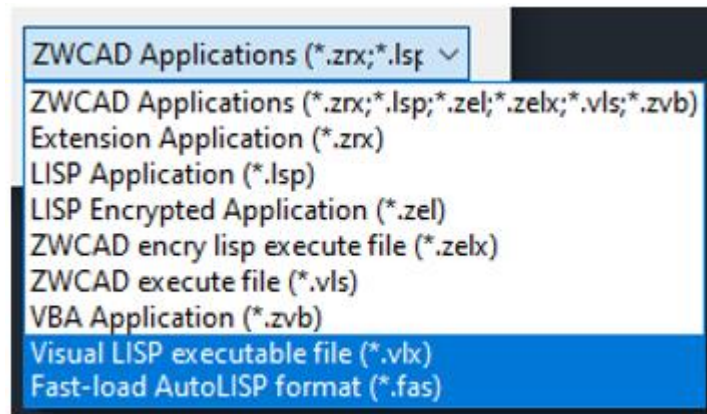 ZWCAD Applications (*.zrx;*.lsp
ZWCAD Applications (*.zrx;*.lsp;*.zel;*.zelx;*.vls;*.zvb)
Extension Application (*.zrx)
LISP Application (*.lsp)
LISP Encrypted Application (*.zel)
ZWCAD encry lisp execute file (*.zelx)
ZWCAD execute file (*.vls)
VBA Application (*.zvb)
Visual LISP executable file (*.vlx)
Fast-load AutoLISP format (*.fas)